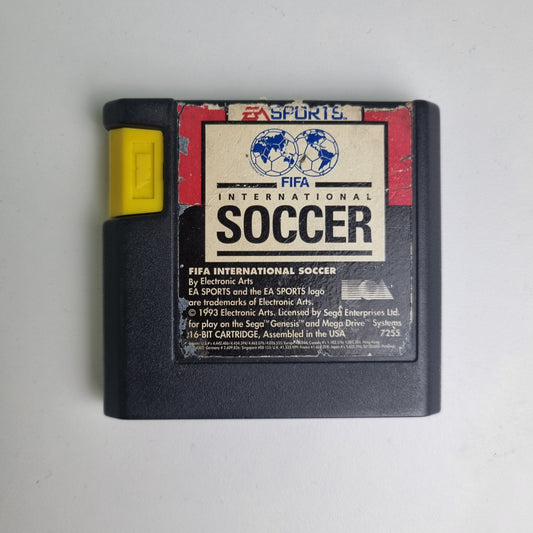 EA SPORTS
FIFA
INTERNATIONAL
SOCCER
FIFA INTERNATIONAL SOCCER
By Electronic Arts
EA SPORTS and the EA SPORTS logo
are trademarks of Electronic Arts.
© 1993 Electronic Arts. Licensed by Sega Enterprises Ltd.
for play on the Sega™ Genesis™ and Mega Drive™ Systems
16-BIT CARTRIDGE, Assembled in the USA 7255